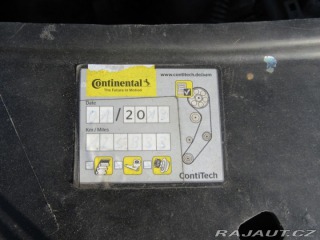 Continental
The Future in Motion
www.contitech.de/aam
Date
/20
Km / Miles
ContiTech
RAJAUT.CZ